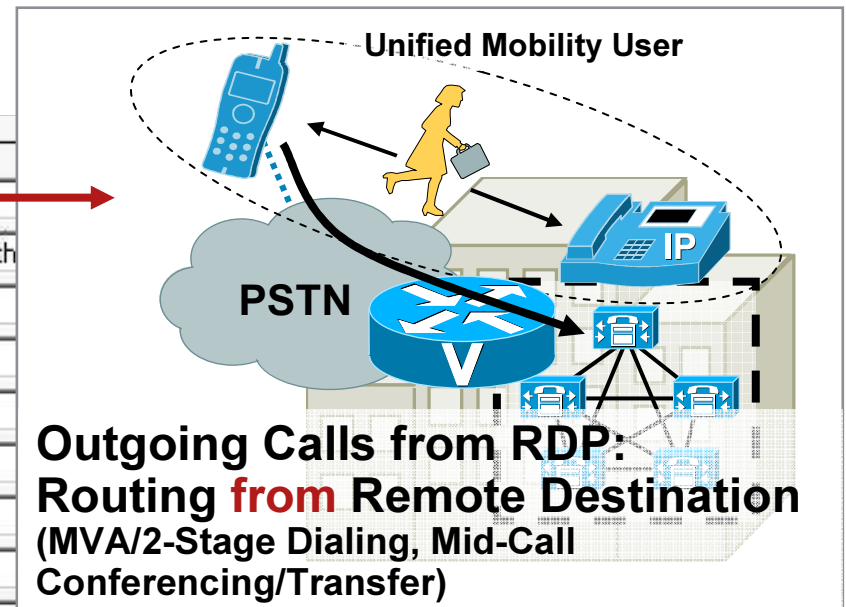 Unified Mobility User
IP
th
PSTN
V
Outgoing Calls from RDP:
Routing from Remote Destination
(MVA/2-Stage Dialing, Mid-Call
Conferencing/Transfer)